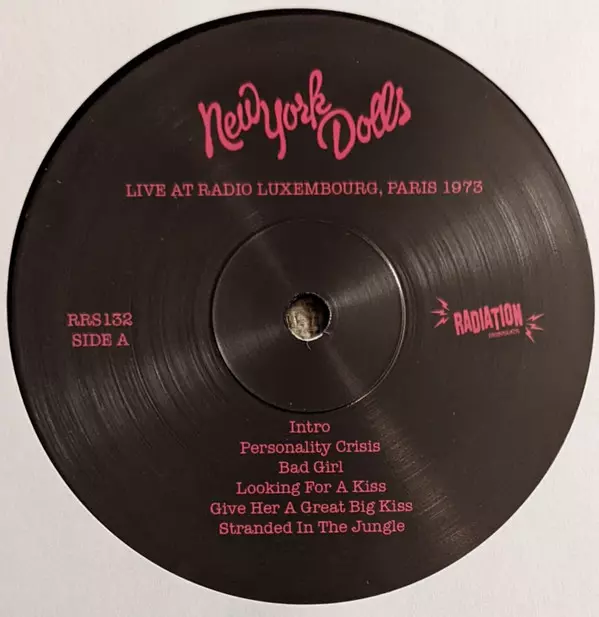 New York
Dolls
LIVE AT RADIO LUXEMBOURG, PARIS 1973
RRS132
SIDE A
RADIATION
Intro
Personality Crisis
Bad Girl
Looking For A Kiss
Give Her A Great Big Kiss
Stranded In The Jungle